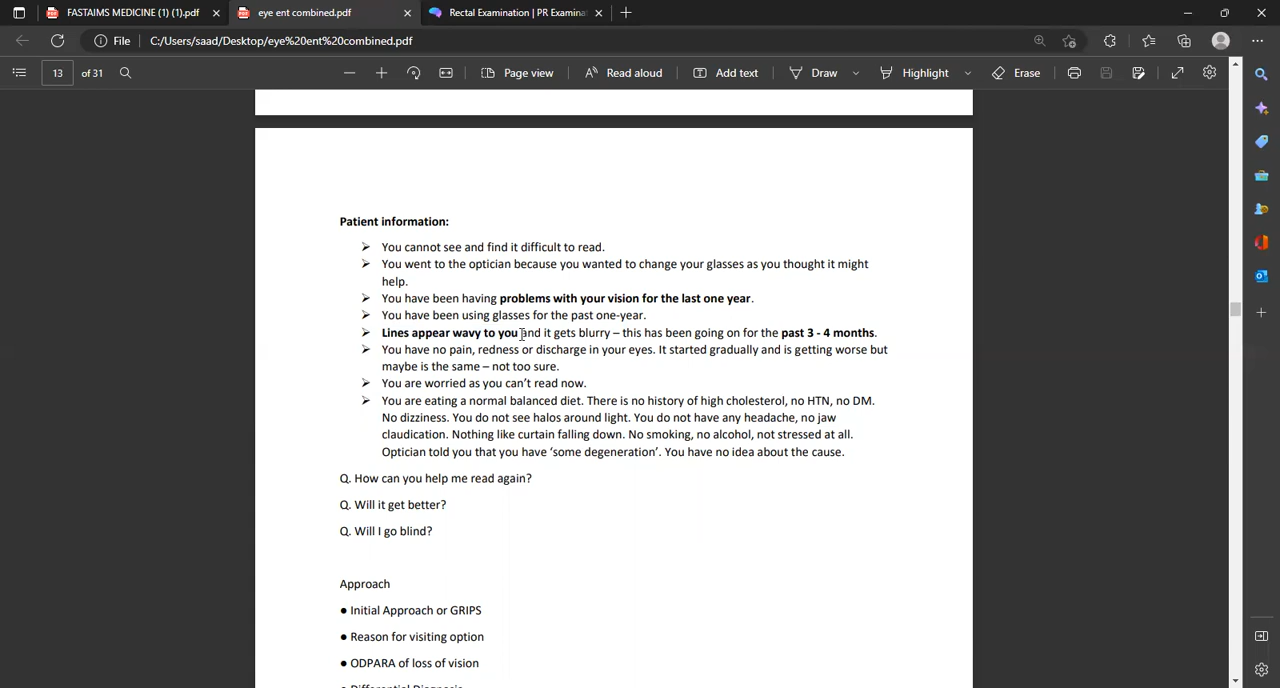 FASTAIMS MEDICINE (1) (1).pdf
eye ent combined.pdf
Rectal Examination | PR Examina
File
C:/Users/saad/Desktop/eye%20ent%20combined.pdf
13 of 31
Page view
Read aloud
Add text
Draw
Highlight
Erase
Patient information:
➢ You cannot see and find it difficult to read.
➢ You went to the optician because you wanted to change your glasses as you thought it might
help.
➢ You have been having problems with your vision for the last one year.
➢ You have been using glasses for the past one-year.
➢ Lines appear wavy to you and it gets blurry – this has been going on for the past 3 - 4 months.
➢ You have no pain, redness or discharge in your eyes. It started gradually and is getting worse but
maybe is the same – not too sure.
➢ You are worried as you can’t read now.
➢ You are eating a normal balanced diet. There is no history of high cholesterol, no HTN, no DM.
No dizziness. You do not see halos around light. You do not have any headache, no jaw
claudication. Nothing like curtain falling down. No smoking, no alcohol, not stressed at all.
Optician told you that you have ‘some degeneration’. You have no idea about the cause.
Q. How can you help me read again?
Q. Will it get better?
Q. Will I go blind?
Approach
● Initial Approach or GRIPS
● Reason for visiting option
● ODPARA of loss of vision
● Differential Diagnosis